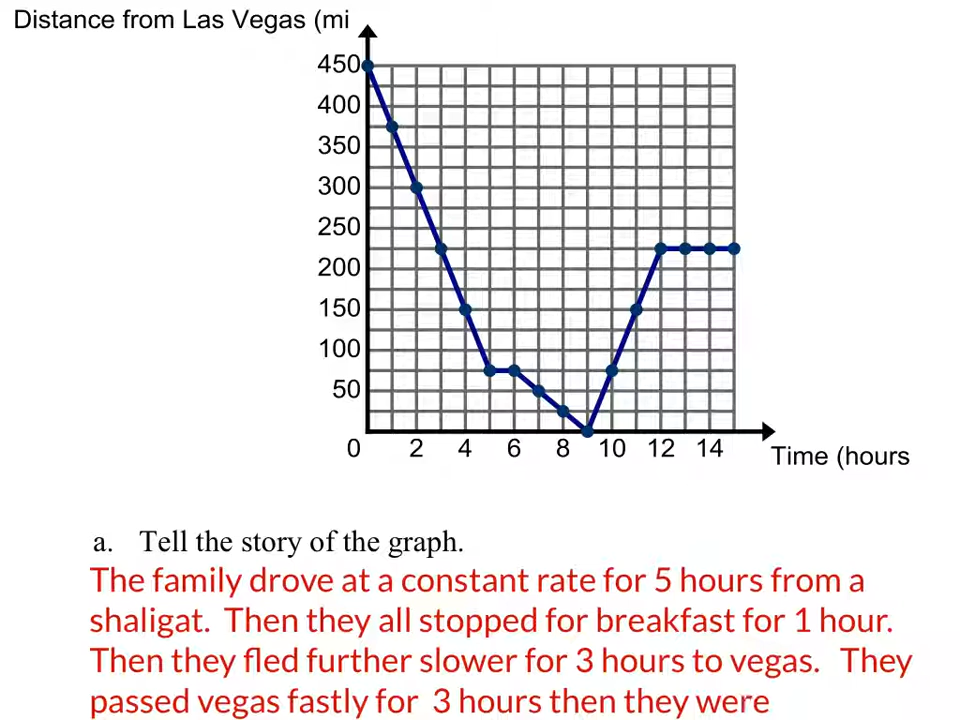 Distance from Las Vegas (mi
450
400
350
300
250
200
150
100
50
0 2 4 6 8 10 12 14
Time (hours
a. Tell the story of the graph.
The family drove at a constant rate for 5 hours from a
shaligat. Then they all stopped for breakfast for 1 hour.
Then they fled further slower for 3 hours to vegas. They
passed vegas fastly for 3 hours then they were